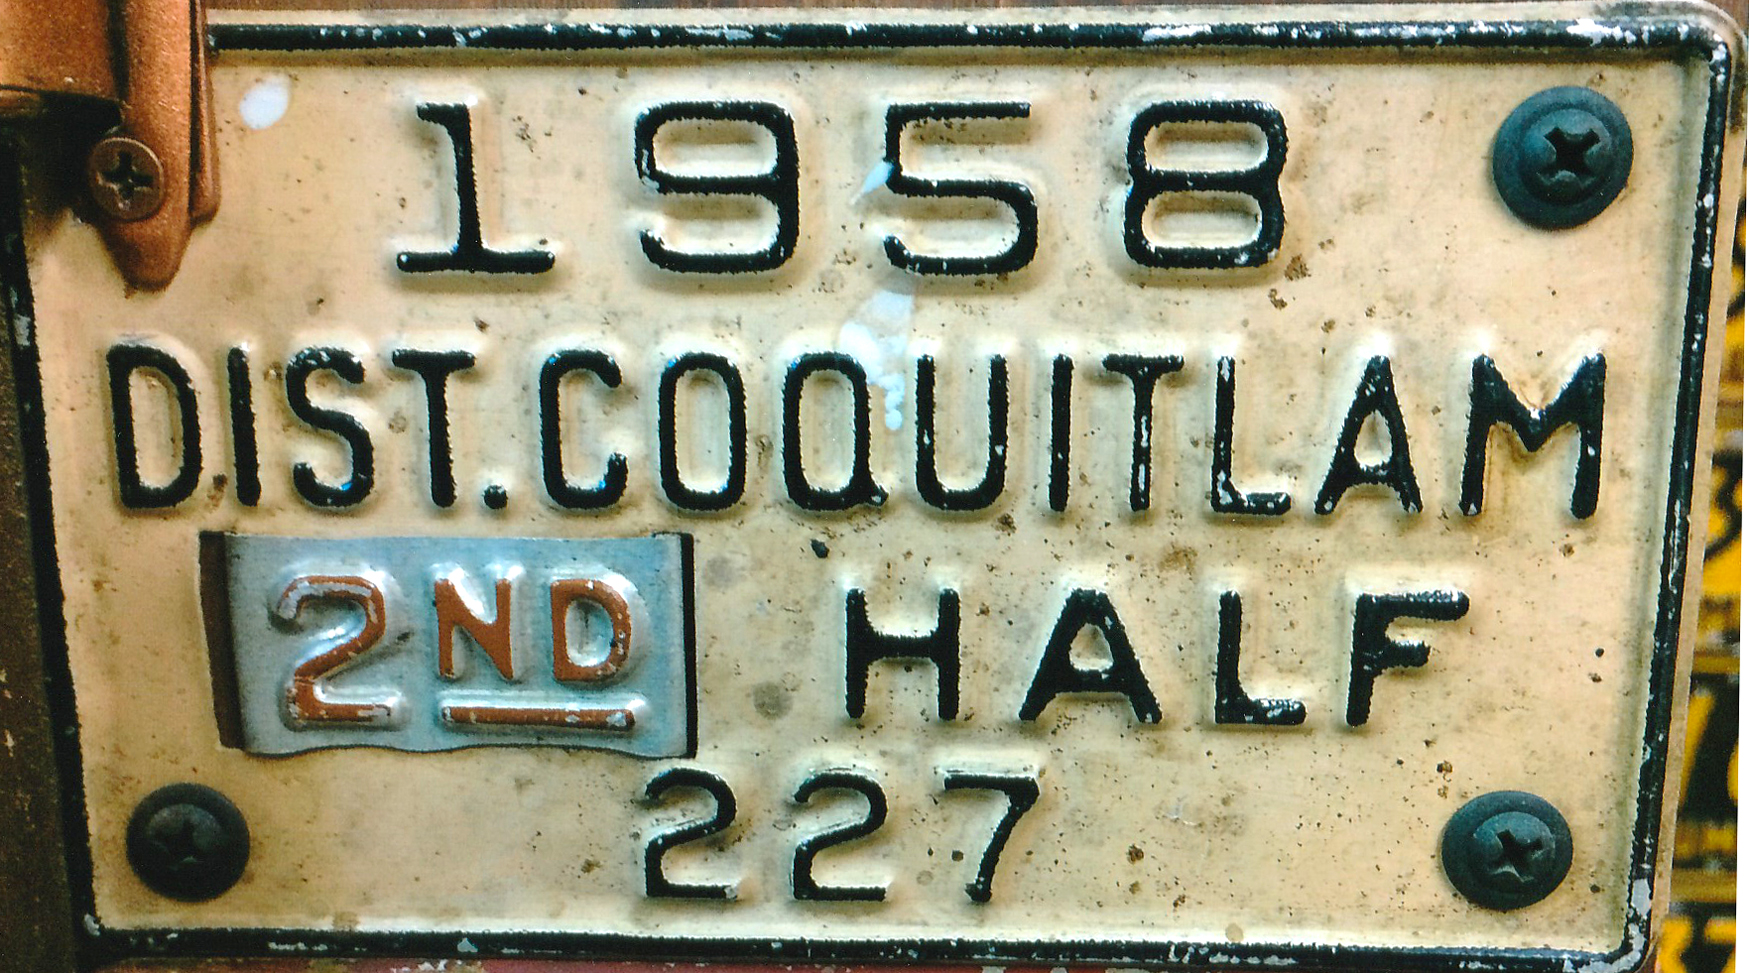 1958
DIST. COQUITLAM
2ND HALF
227